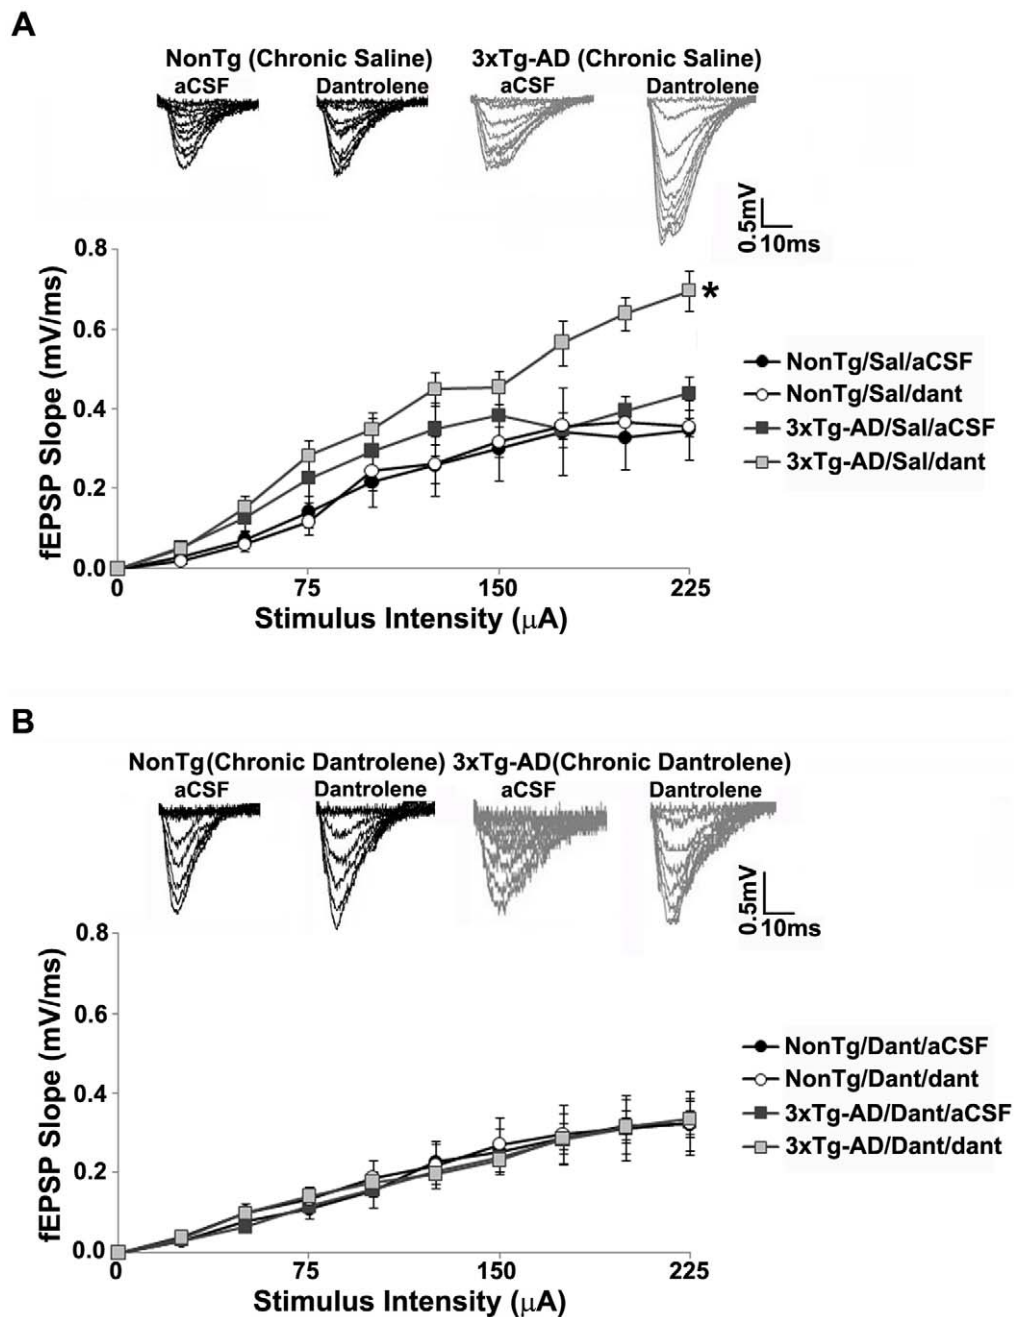 A
NonTg (Chronic Saline) 3xTg-AD (Chronic Saline)
aCSF Dantrolene aCSF Dantrolene
0.5mV
10ms
0.8
0.6
0.4
0.2
0.0
0 75 150 225
fEPSP Slope (mV/ms)
Stimulus Intensity (μA)
*
NonTg/Sal/aCSF
NonTg/Sal/dant
3xTg-AD/Sal/aCSF
3xTg-AD/Sal/dant
B
NonTg(Chronic Dantrolene) 3xTg-AD(Chronic Dantrolene)
aCSF Dantrolene aCSF Dantrolene
0.5mV
10ms
0.8
0.6
0.4
0.2
0.0
0 75 150 225
fEPSP Slope (mV/ms)
Stimulus Intensity (μA)
NonTg/Dant/aCSF
NonTg/Dant/dant
3xTg-AD/Dant/aCSF
3xTg-AD/Dant/dant